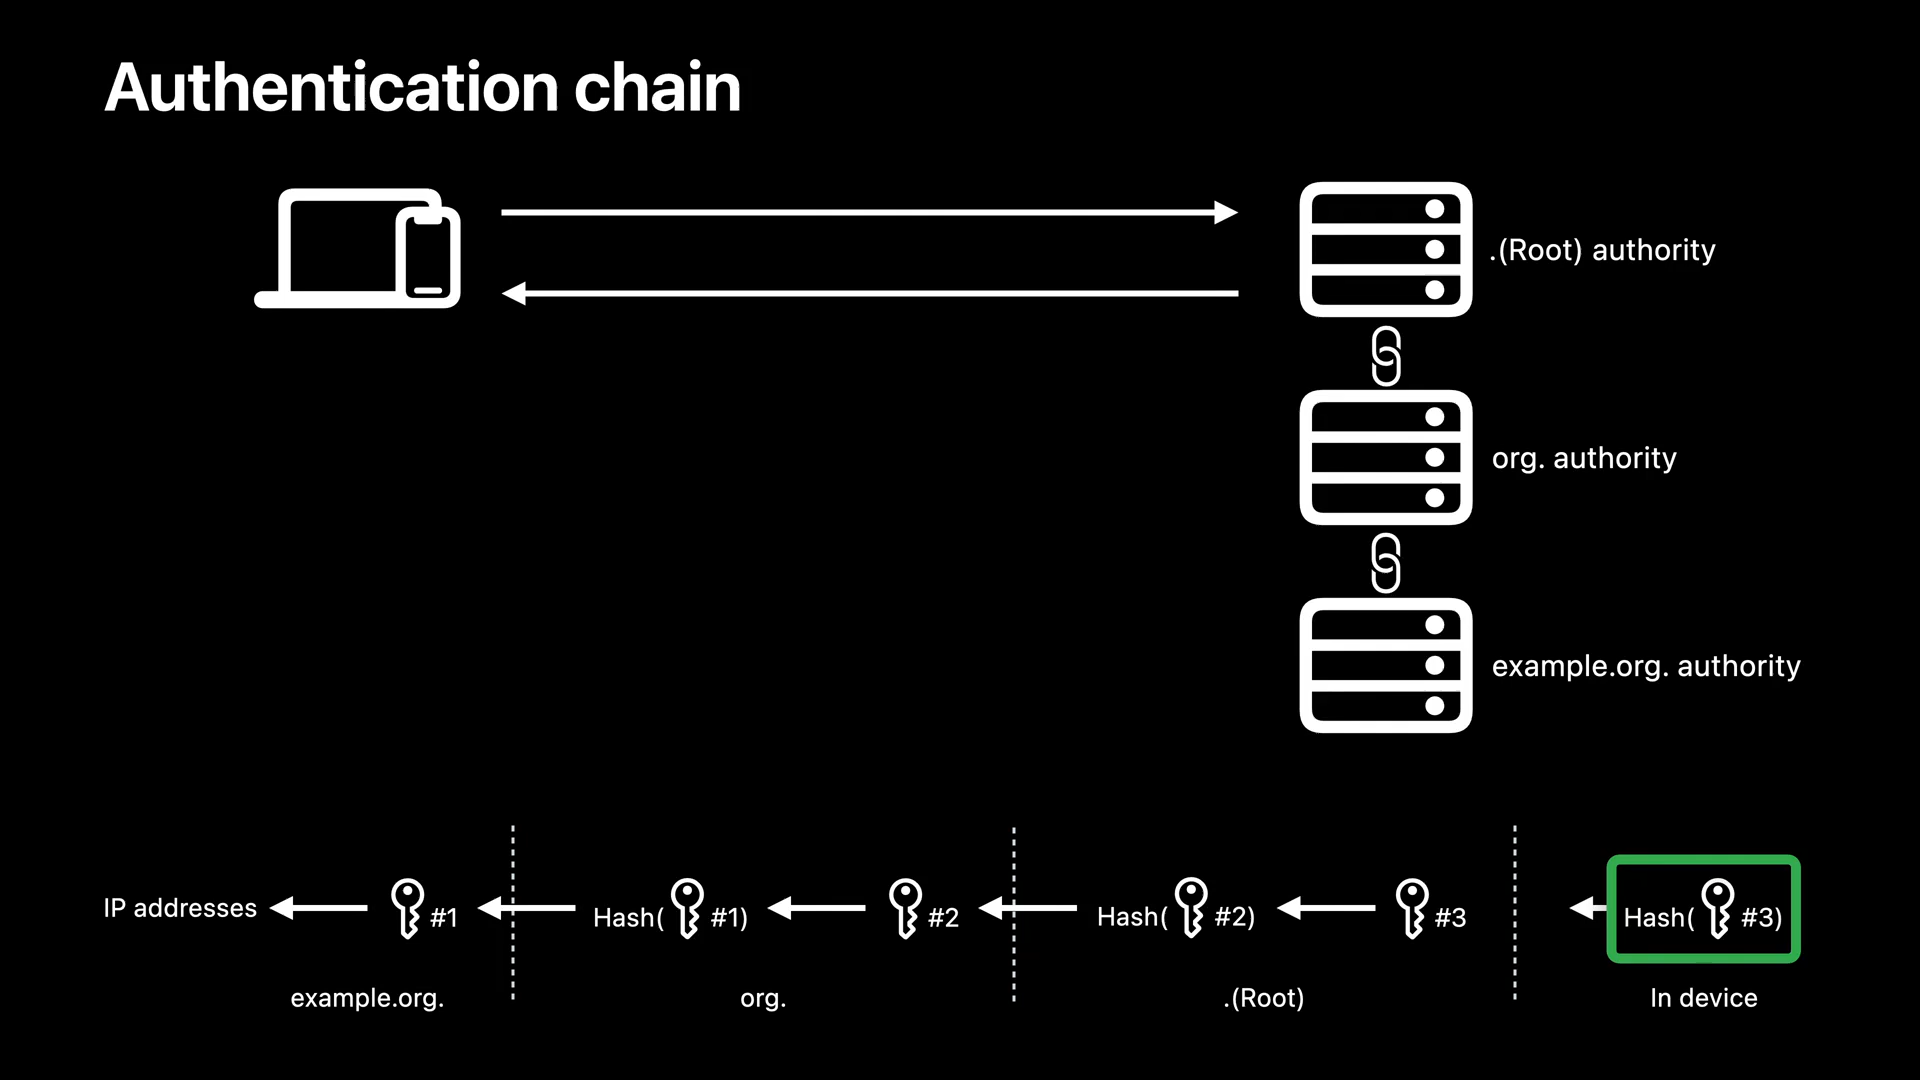 Authentication chain
.(Root) authority
org. authority
example.org. authority
IP addresses
#1
Hash( #1)
#2
Hash( #2)
#3
Hash( #3)
example.org.
org.
.(Root)
In device